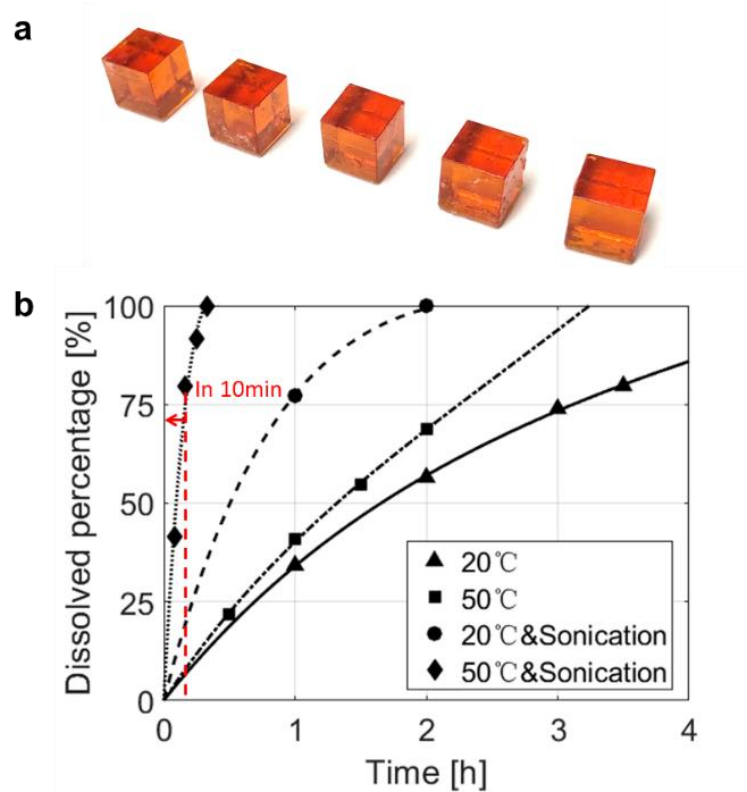 a
b
100
75
50
25
0
Dissolved percentage [%]
In 10min
20℃
50℃
20℃&Sonication
50℃&Sonication
0 1 2 3 4
Time [h]